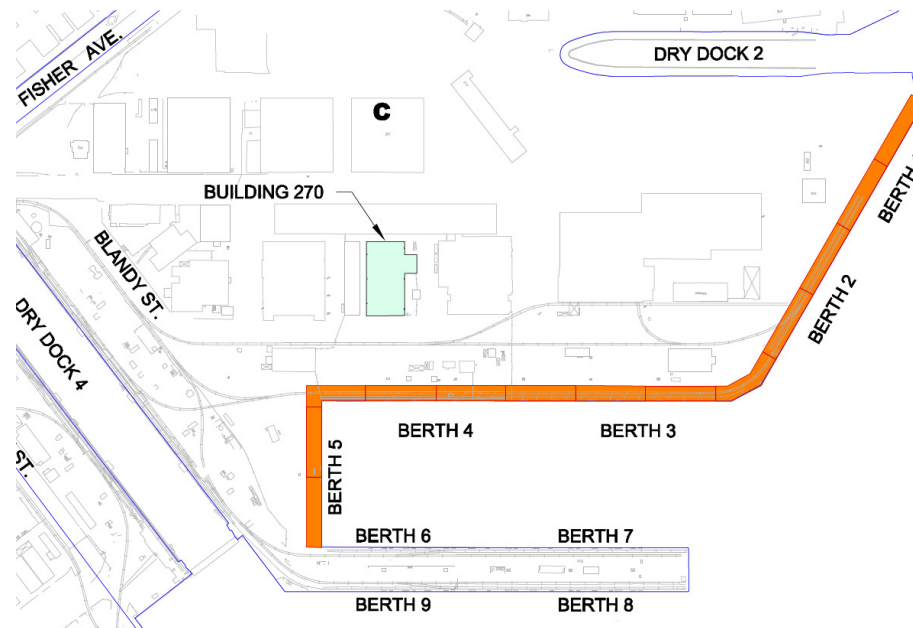 DRY DOCK 2
FISHER AVE.
C
BERTH
BUILDING 270
BLANDY ST.
BERTH 2
DRY DOCK 4
BERTH 4
BERTH 3
BERTH 5
ST.
BERTH 6
BERTH 7
BERTH 9
BERTH 8